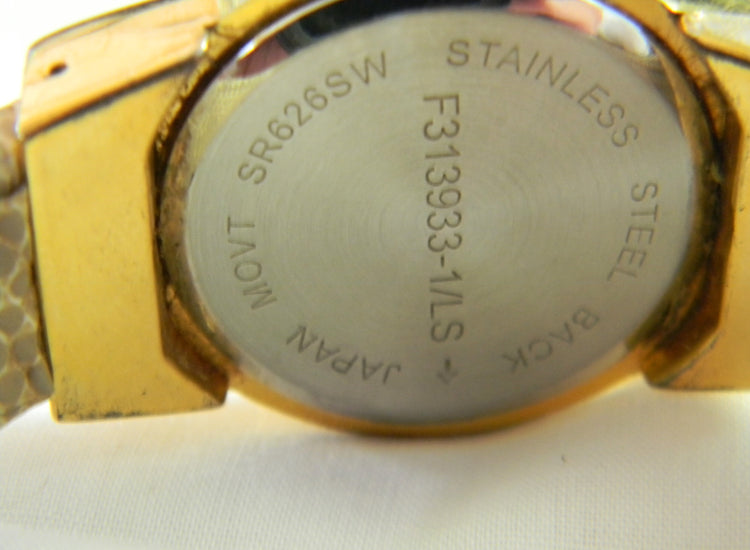 STAINLESS STEEL BACK
JAPAN MOVT SR626SW
F313933-1/LS